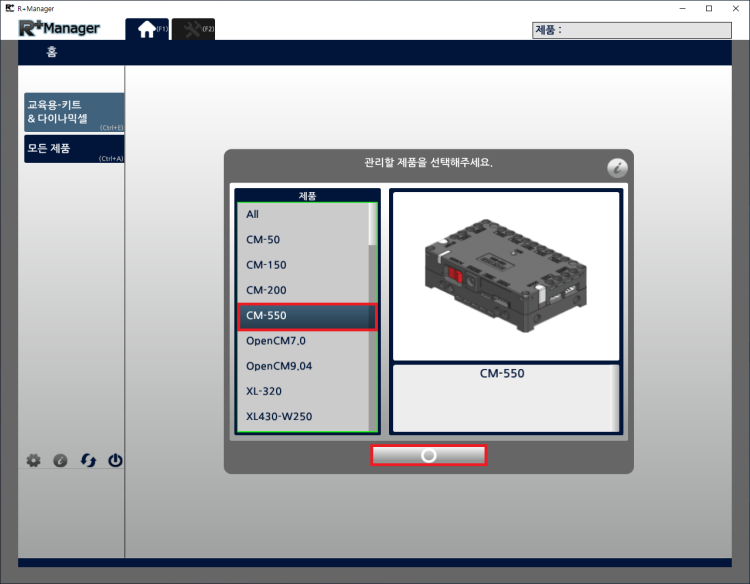 R+Manager
R+Manager
(F1)
(F2)
제품 :
홈
교육용-키트
& 다이나믹셀
(Ctrl+E)
모든 제품
(Ctrl+A)
관리할 제품을 선택해주세요.
제품
All
CM-50
CM-150
CM-200
CM-550
OpenCM7.0
OpenCM9.04
XL-320
XL430-W250
CM-550